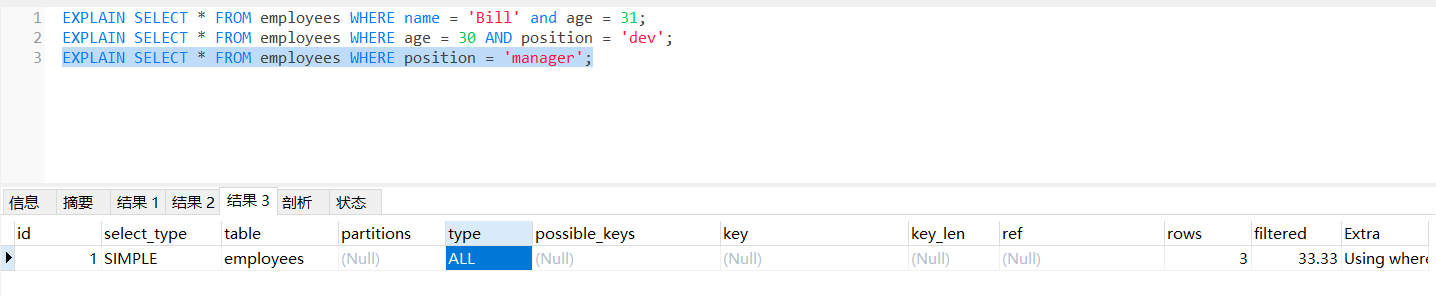 1 EXPLAIN SELECT * FROM employees WHERE name = 'Bill' and age = 31;
2 EXPLAIN SELECT * FROM employees WHERE age = 30 AND position = 'dev';
3 EXPLAIN SELECT * FROM employees WHERE position = 'manager';
信息 摘要 结果 1 结果 2 结果 3 剖析 状态
id select_type table partitions type possible_keys key key_len ref rows filtered Extra
1 SIMPLE employees (Null) ALL (Null) (Null) (Null) (Null) 3 33.33 Using where